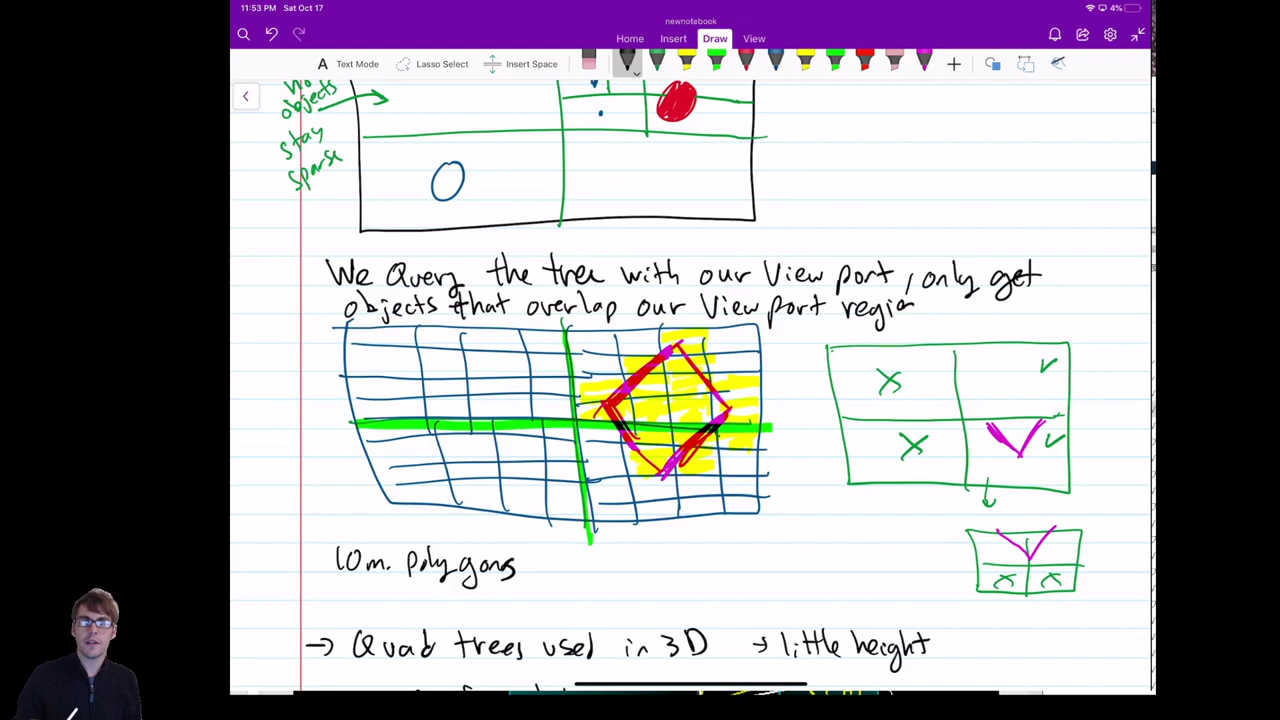 11:53 PM Sat Oct 17
4%
newnotebook
Home Insert Draw View
Text Mode Lasso Select Insert Space
no
objects
stay
sparse
We Query the tree with our View port, only get
objects that overlap our View port region
10m. polygons
→ Quad trees used in 3D → little height